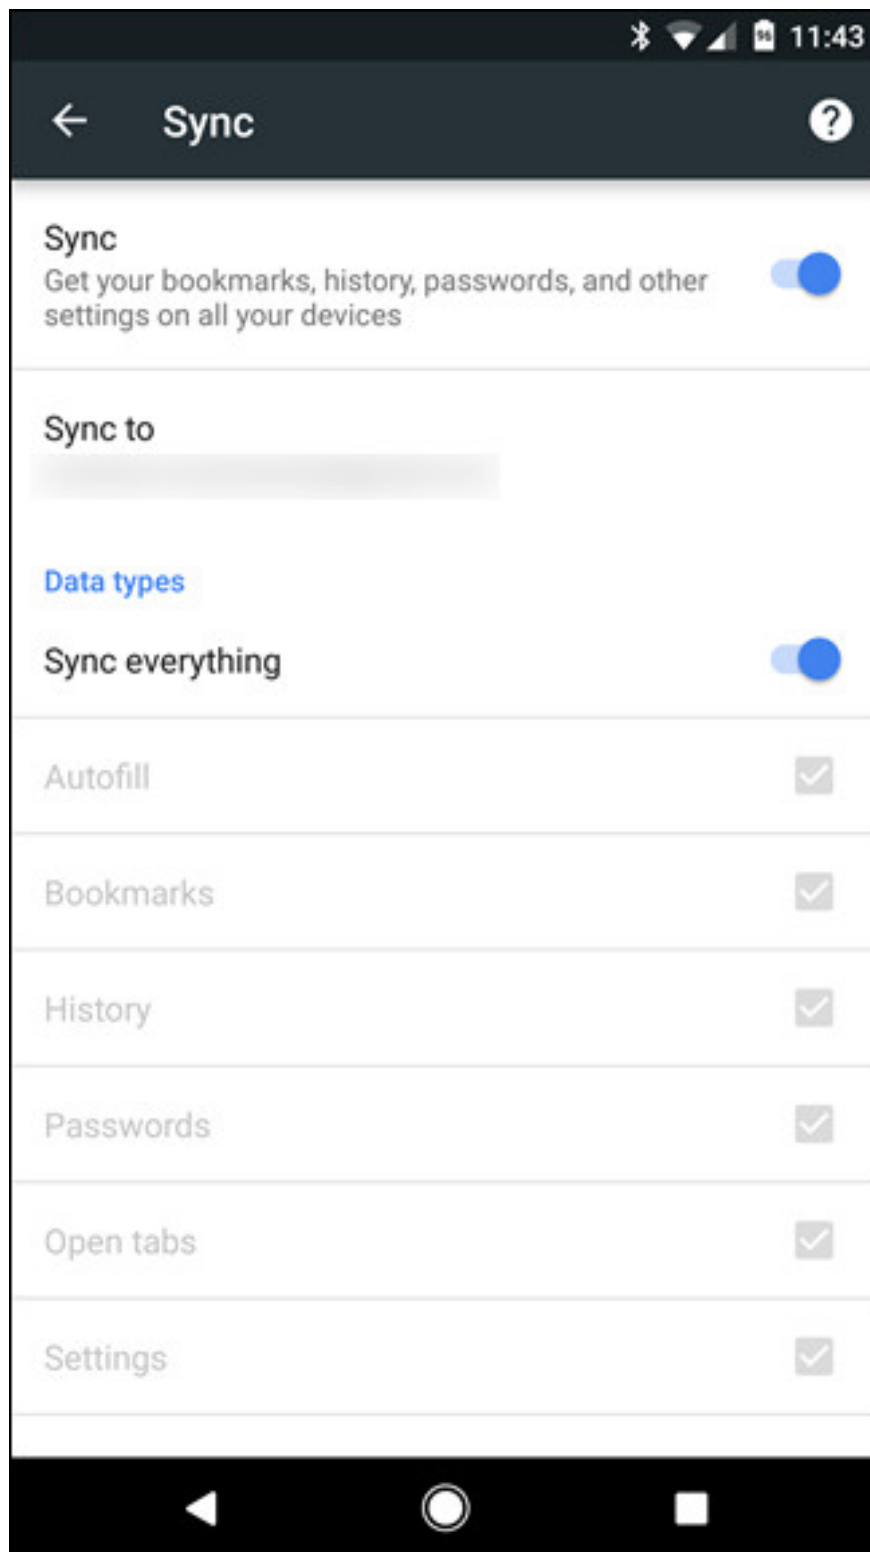 96 11:43
Sync
Sync
Get your bookmarks, history, passwords, and other
settings on all your devices
Sync to
Data types
Sync everything
Autofill
Bookmarks
History
Passwords
Open tabs
Settings